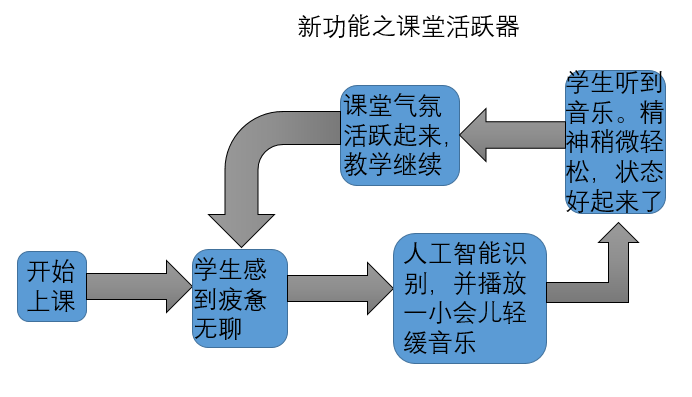 新功能之课堂活跃器
学生听到
音乐。精
神稍微轻
松，状态
好起来了
课堂气氛
活跃起来，
教学继续
开始
上课
学生感
到疲惫
无聊
人工智能识
别，并播放
一小会儿轻
缓音乐